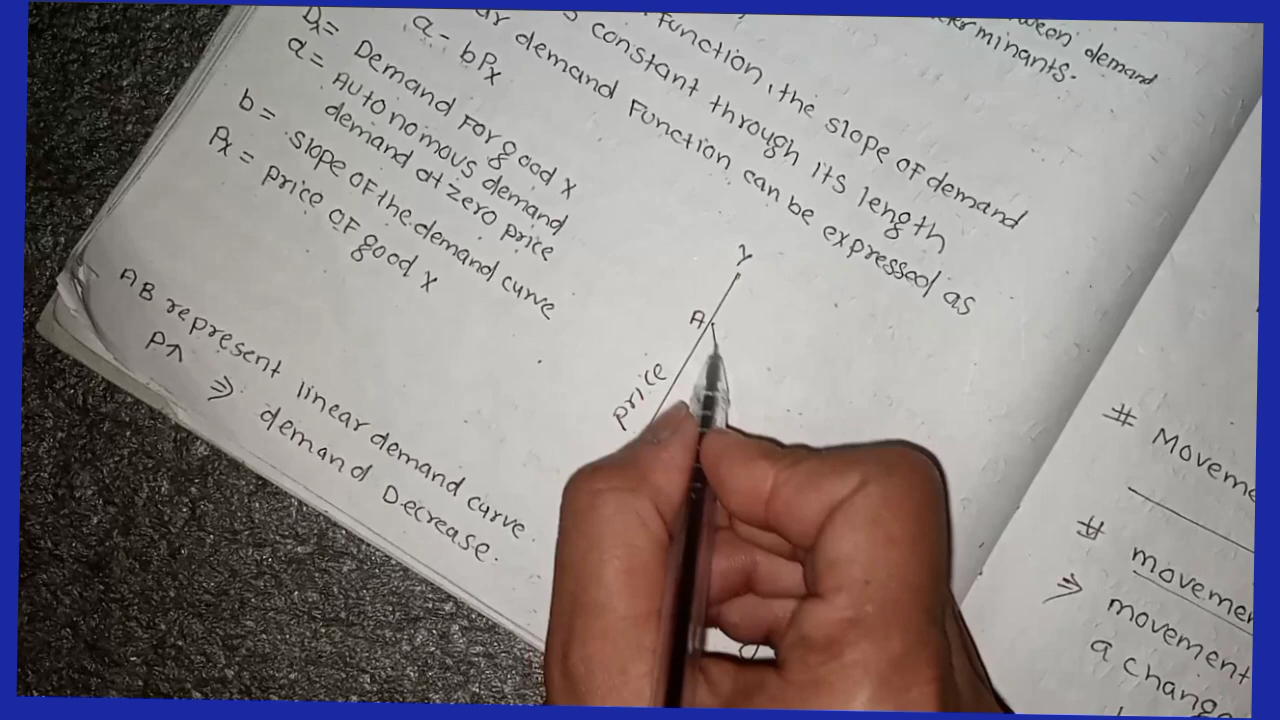 between demand
determinants.
Function, the slope of demand
constant through its length
demand Function can be expressed as
a - bPx
Dx = Demand For good x
a = Autonomous demand
demand at zero price
b = slope of the demand curve
Px = price of good x
Y
A
price
AB represent linear demand curve.
P↑ ⇒ demand Decrease.
# Moveme
# movemen
⇒ movement
a change